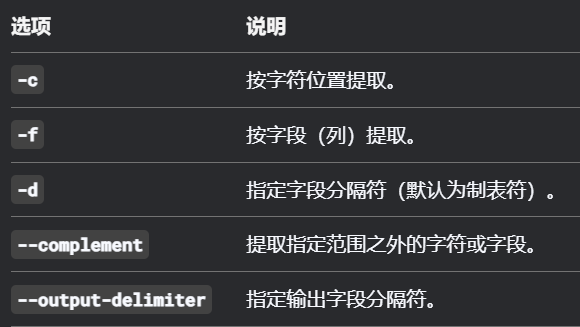 选项 说明
-c 按字符位置提取。
-f 按字段（列）提取。
-d 指定字段分隔符（默认为制表符）。
--complement 提取指定范围之外的字符或字段。
--output-delimiter 指定输出字段分隔符。